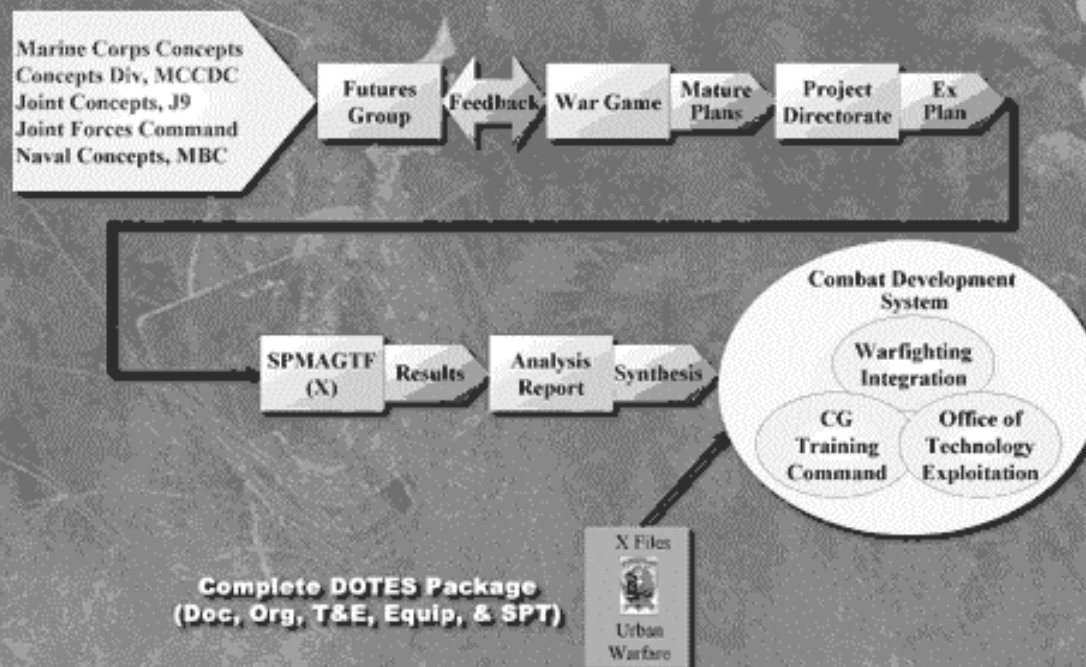 Marine Corps Concepts
Concepts Div, MCCDC
Joint Concepts, J9
Joint Forces Command
Naval Concepts, MBC
Futures
Group
Feedback
War Game
Mature
Plans
Project
Directorate
Ex
Plan
SPMAGTF
(X)
Results
Analysis
Report
Synthesis
Combat Development
System
Warfighting
Integration
CG
Training
Command
Office of
Technology
Exploitation
X Files
Urban
Warfare
Complete DOTES Package
(Doc, Org, T&E, Equip, & SPT)